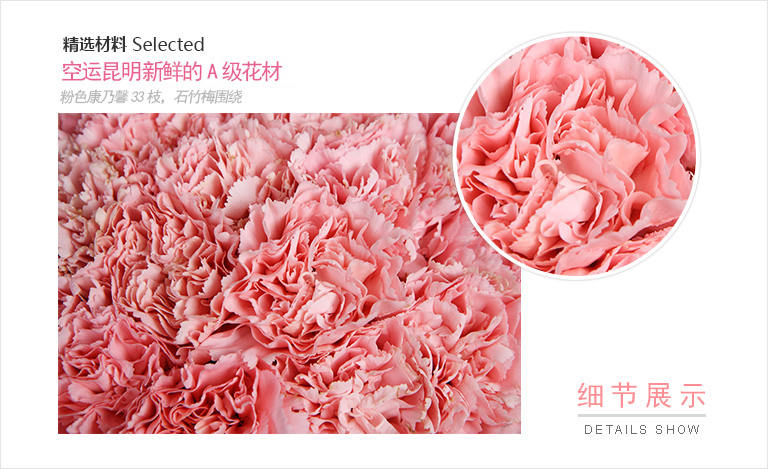 精选材料 Selected
空运昆明新鲜的 A 级花材
粉色康乃馨 33 枝，石竹梅围绕
细节展示
DETAILS SHOW